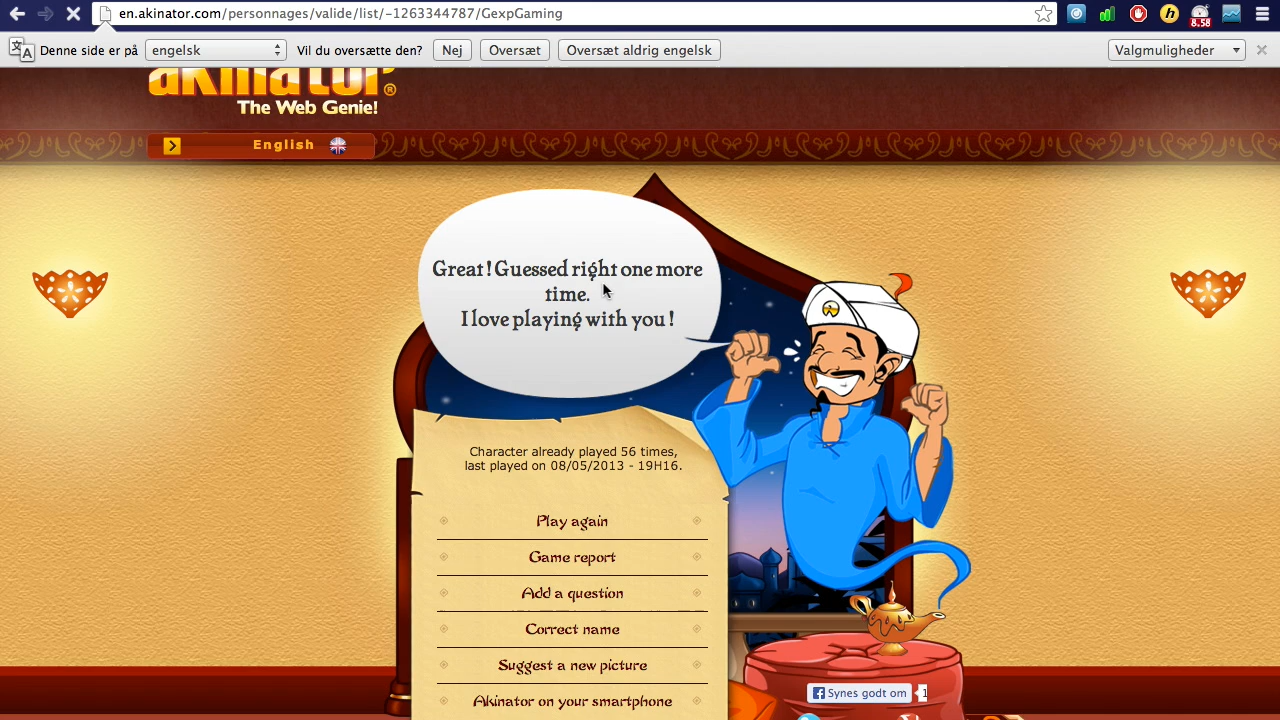 en.akinator.com/personnages/valide/list/-1263344787/GexpGaming
8.58
Denne side er på engelsk Vil du oversætte den? Nej Oversæt Oversæt aldrig engelsk Valgmuligheder
akinator®
The Web Genie!
English
Great ! Guessed right one more
time.
I love playing with you !
Character already played 56 times,
last played on 08/05/2013 - 19H16.
Play again
Game report
Add a question
Correct name
Suggest a new picture
Akinator on your smartphone
Synes godt om